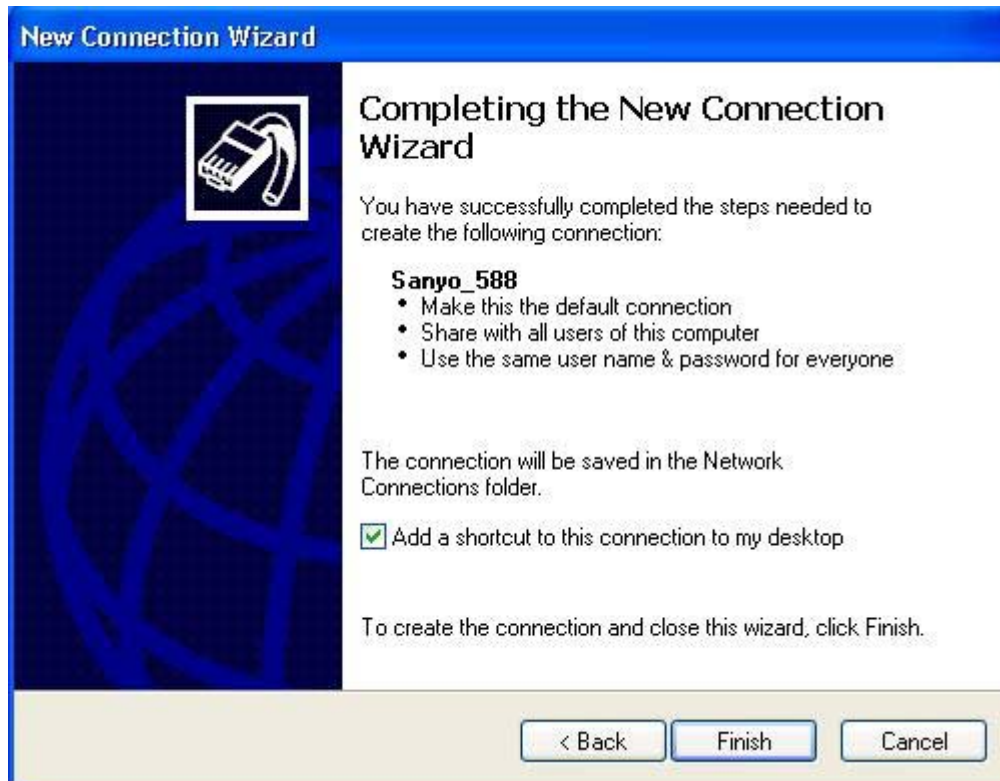 New Connection Wizard
Completing the New Connection
Wizard
You have successfully completed the steps needed to
create the following connection:
Sanyo_588
• Make this the default connection
• Share with all users of this computer
• Use the same user name & password for everyone
The connection will be saved in the Network
Connections folder.
Add a shortcut to this connection to my desktop
To create the connection and close this wizard, click Finish.
< Back
Finish
Cancel